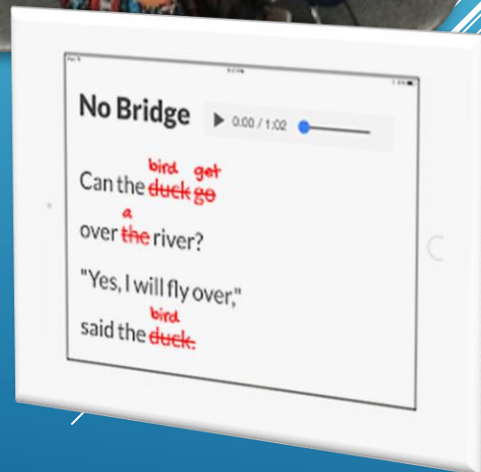 No Bridge
0:00 / 1:02
bird get
Can the duck go
a
over the river?
"Yes, I will fly over,"
bird
said the duck.